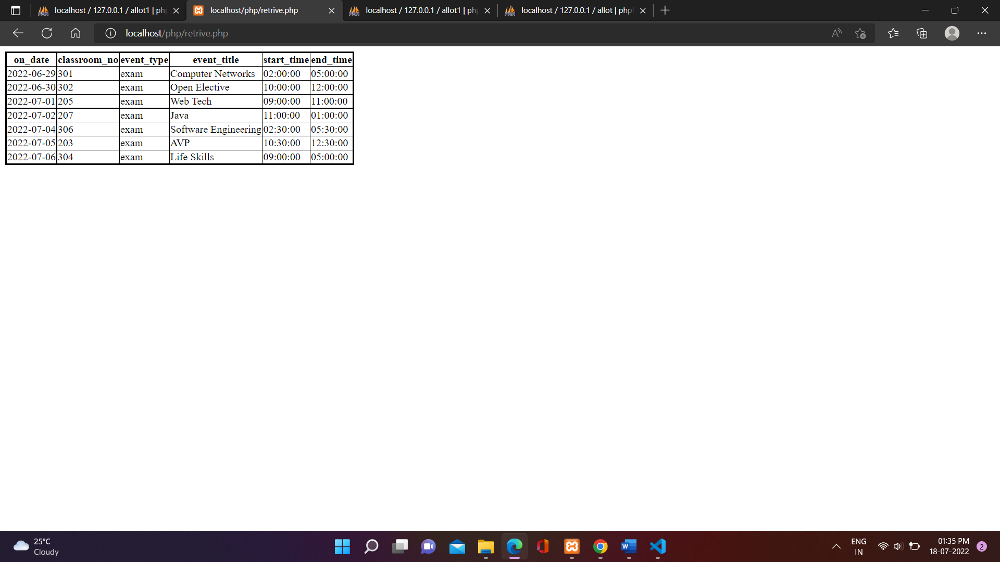 localhost / 127.0.0.1 / allot1 | ph
localhost/php/retrive.php
localhost / 127.0.0.1 / allot1 | ph
localhost / 127.0.0.1 / allot | php
localhost/php/retrive.php
on_date classroom_no event_type event_title start_time end_time
2022-06-29 301 exam Computer Networks 02:00:00 05:00:00
2022-06-30 302 exam Open Elective 10:00:00 12:00:00
2022-07-01 205 exam Web Tech 09:00:00 11:00:00
2022-07-02 207 exam Java 11:00:00 01:00:00
2022-07-04 306 exam Software Engineering 02:30:00 05:30:00
2022-07-05 203 exam AVP 10:30:00 12:30:00
2022-07-06 304 exam Life Skills 09:00:00 05:00:00
25°C
Cloudy
ENG
IN
01:35 PM
18-07-2022
2